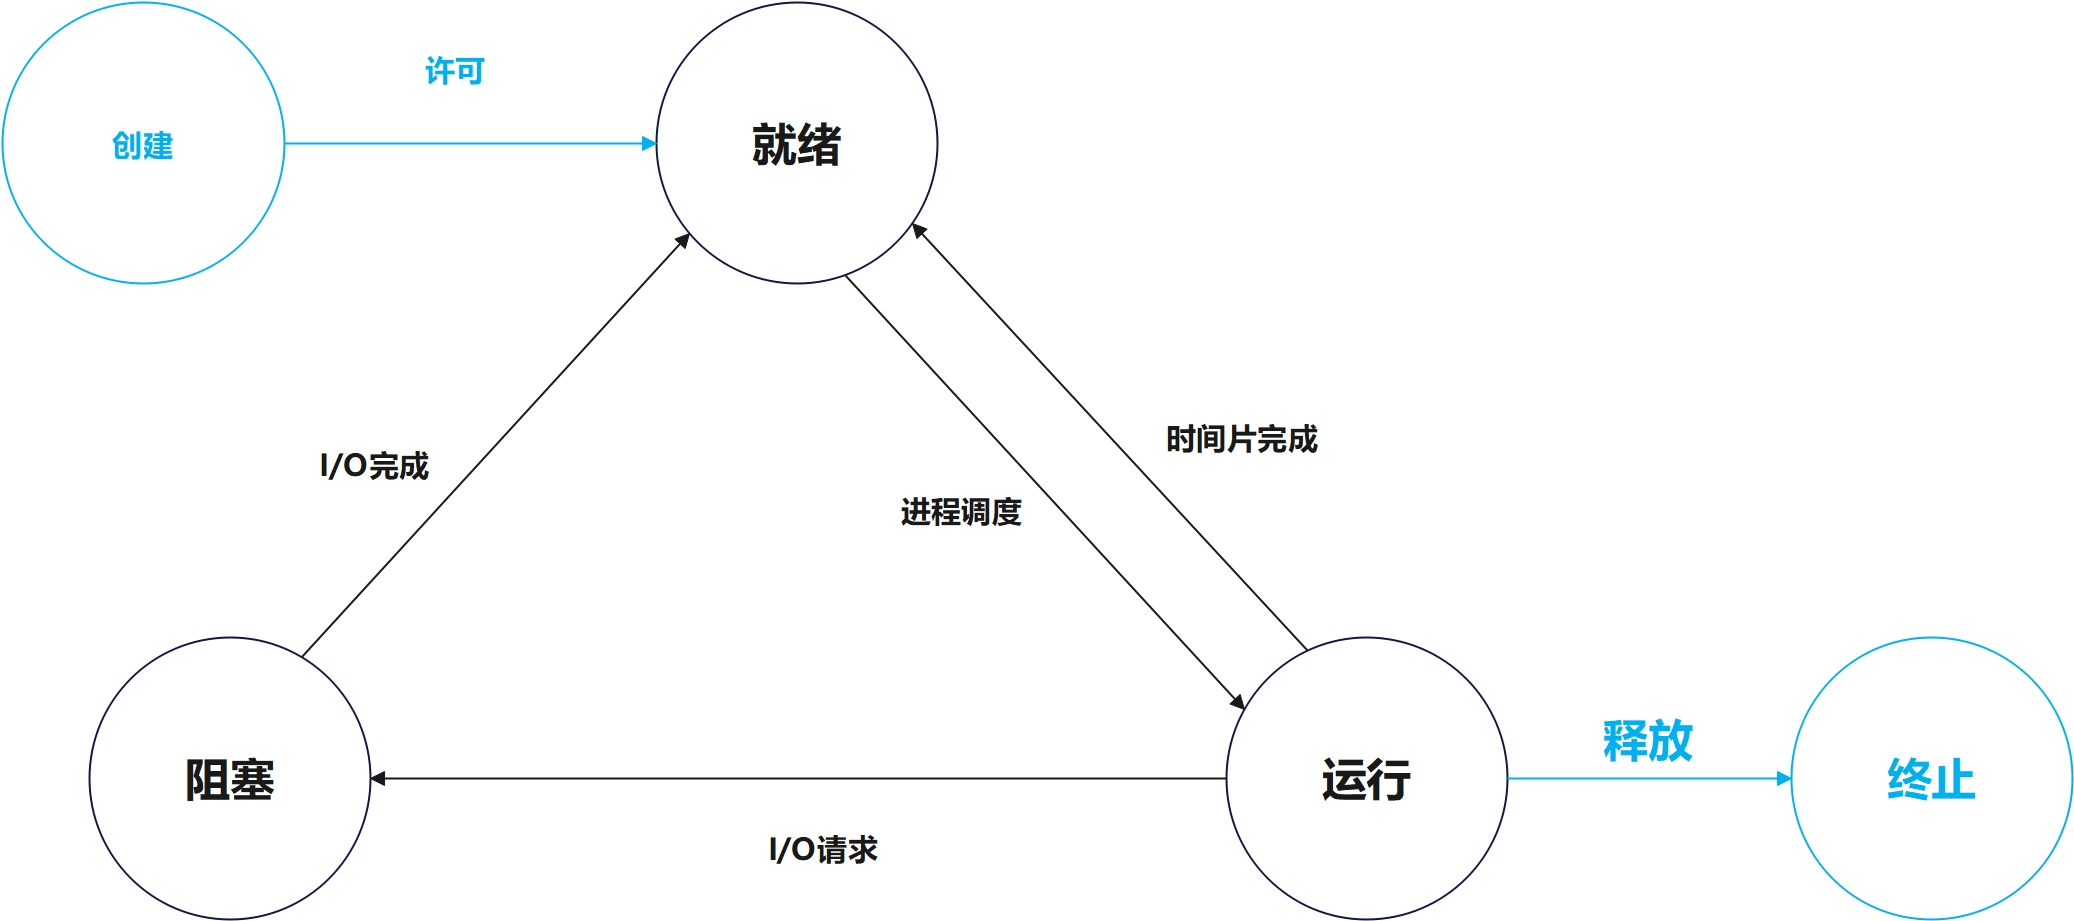 许可
创建
就绪
时间片完成
I/O完成
进程调度
释放
阻塞
运行
终止
I/O请求